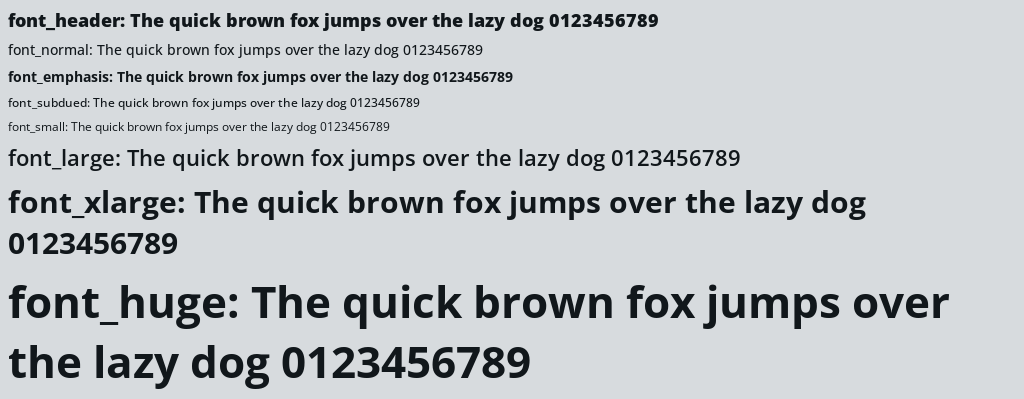 font_header: The quick brown fox jumps over the lazy dog 0123456789
font_normal: The quick brown fox jumps over the lazy dog 0123456789
font_emphasis: The quick brown fox jumps over the lazy dog 0123456789
font_subdued: The quick brown fox jumps over the lazy dog 0123456789
font_small: The quick brown fox jumps over the lazy dog 0123456789
font_large: The quick brown fox jumps over the lazy dog 0123456789
font_xlarge: The quick brown fox jumps over the lazy dog
0123456789
font_huge: The quick brown fox jumps over
the lazy dog 0123456789